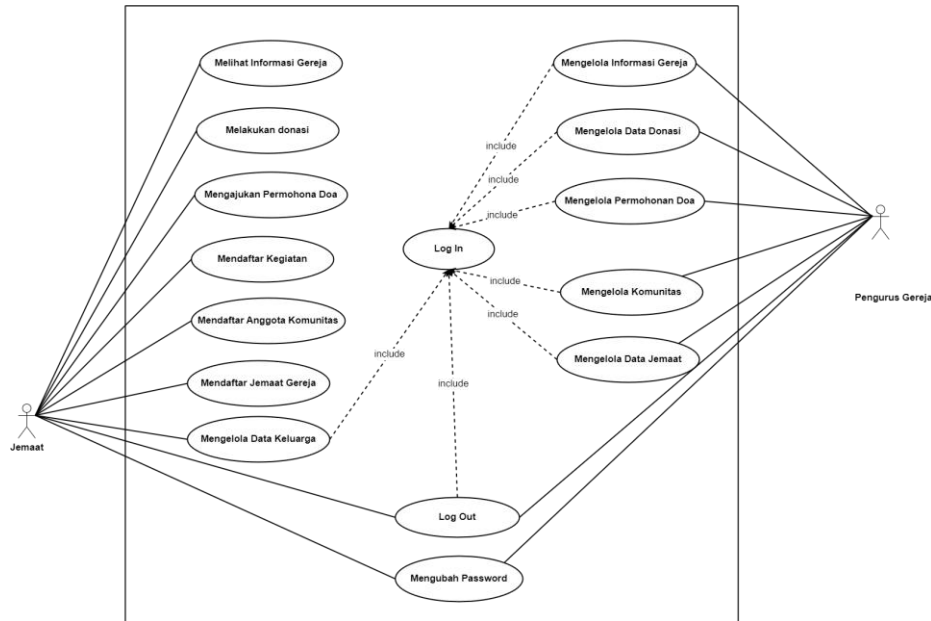 Melihat Informasi Gereja
Mengelola Informasi Gereja
Melakukan donasi
Mengelola Data Donasi
include
include
Mengajukan Permohona Doa
Mengelola Permohonan Doa
include
Log In
Mendaftar Kegiatan
include
Mengelola Komunitas
Pengurus Gereja
Mendaftar Anggota Komunitas
include
Mengelola Data Jemaat
include
include
Mendaftar Jemaat Gereja
Mengelola Data Keluarga
Jemaat
Log Out
Mengubah Password